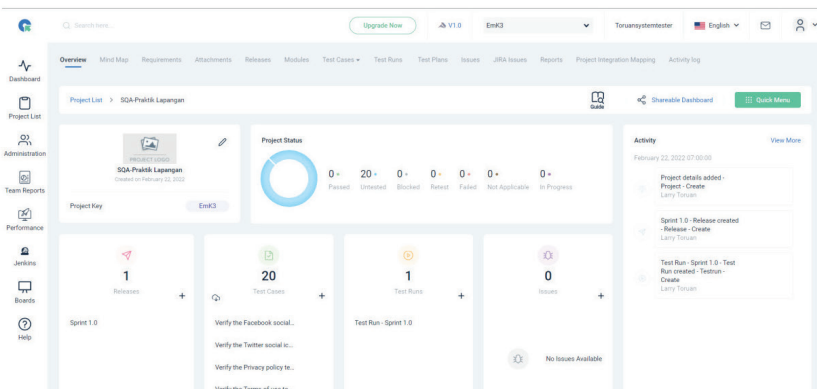 Search here...
Upgrade Now
V1.0
EmK3
Toruansystemtester
English
Overview Mind Map Requirements Attachments Releases Modules Test Cases Test Runs Test Plans Issues JIRA Issues Reports Project Integration Mapping Activity log
Dashboard
Project List
Administration
Team Reports
Performance
Jenkins
Boards
Help
Project List > SQA-Praktik Lapangan
Guide
Shareable Dashboard
Quick Menu
PROJECT LOGO
SQA-Praktik Lapangan
Created on February 22, 2022
Project Key EmK3
Project Status
0 20 0 0 0 0 0
Passed Untested Blocked Retest Failed Not Applicable In Progress
Activity View More
February 22, 2022 07:00:00
Project details added -
Project - Create
Larry Toruan
Sprint 1.0 - Release created
- Release - Create
Larry Toruan
Test Run - Sprint 1.0 - Test
Run created - Testrun -
Create
Larry Toruan
1
Releases
+
Sprint 1.0
20
Test Cases
+
Verify the Facebook social...
Verify the Twitter social ic...
Verify the Privacy policy te...
Verify the Terms of use te...
1
Test Runs
+
Test Run - Sprint 1.0
0
Issues
+
No Issues Available